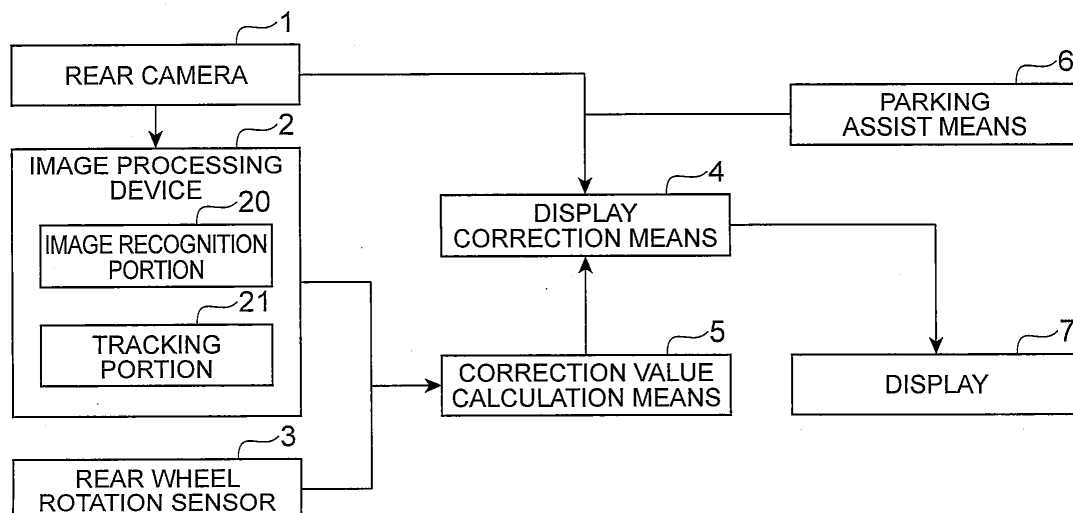 1
REAR CAMERA
2
IMAGE PROCESSING
DEVICE
20
IMAGE RECOGNITION
PORTION
21
TRACKING
PORTION
3
REAR WHEEL
ROTATION SENSOR
4
DISPLAY
CORRECTION MEANS
5
CORRECTION VALUE
CALCULATION MEANS
6
PARKING
ASSIST MEANS
7
DISPLAY